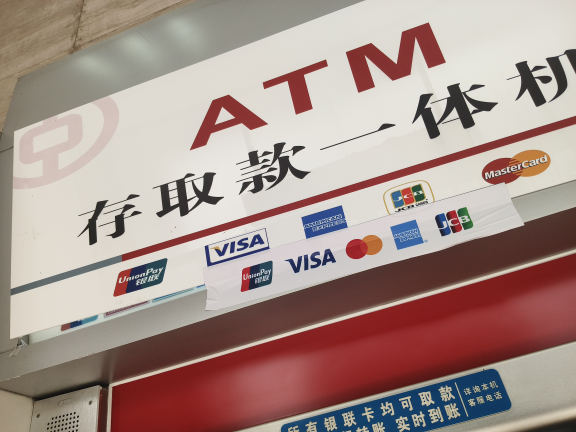 ATM
存取款一体机
UnionPay 银联 VISA AMERICAN EXPRESS JCB MasterCard
UnionPay 银联 VISA JCB
所有银联卡均可取款
实时到账
详询本机
客服电话